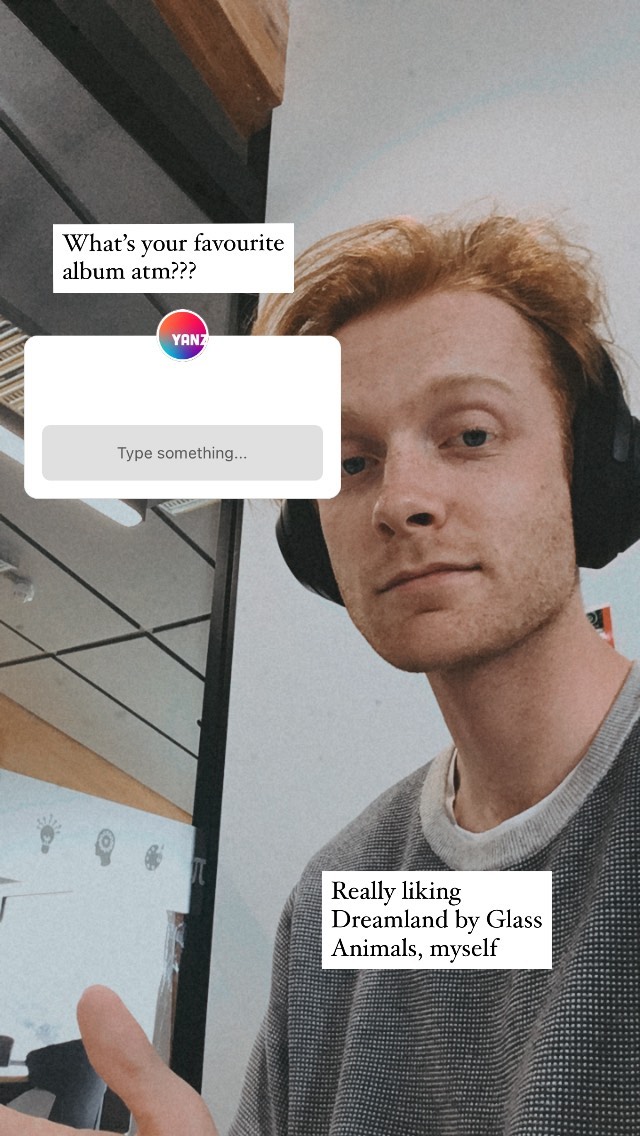 What's your favourite
album atm???
YANZ
Type something...
π
Really liking
Dreamland by Glass
Animals, myself